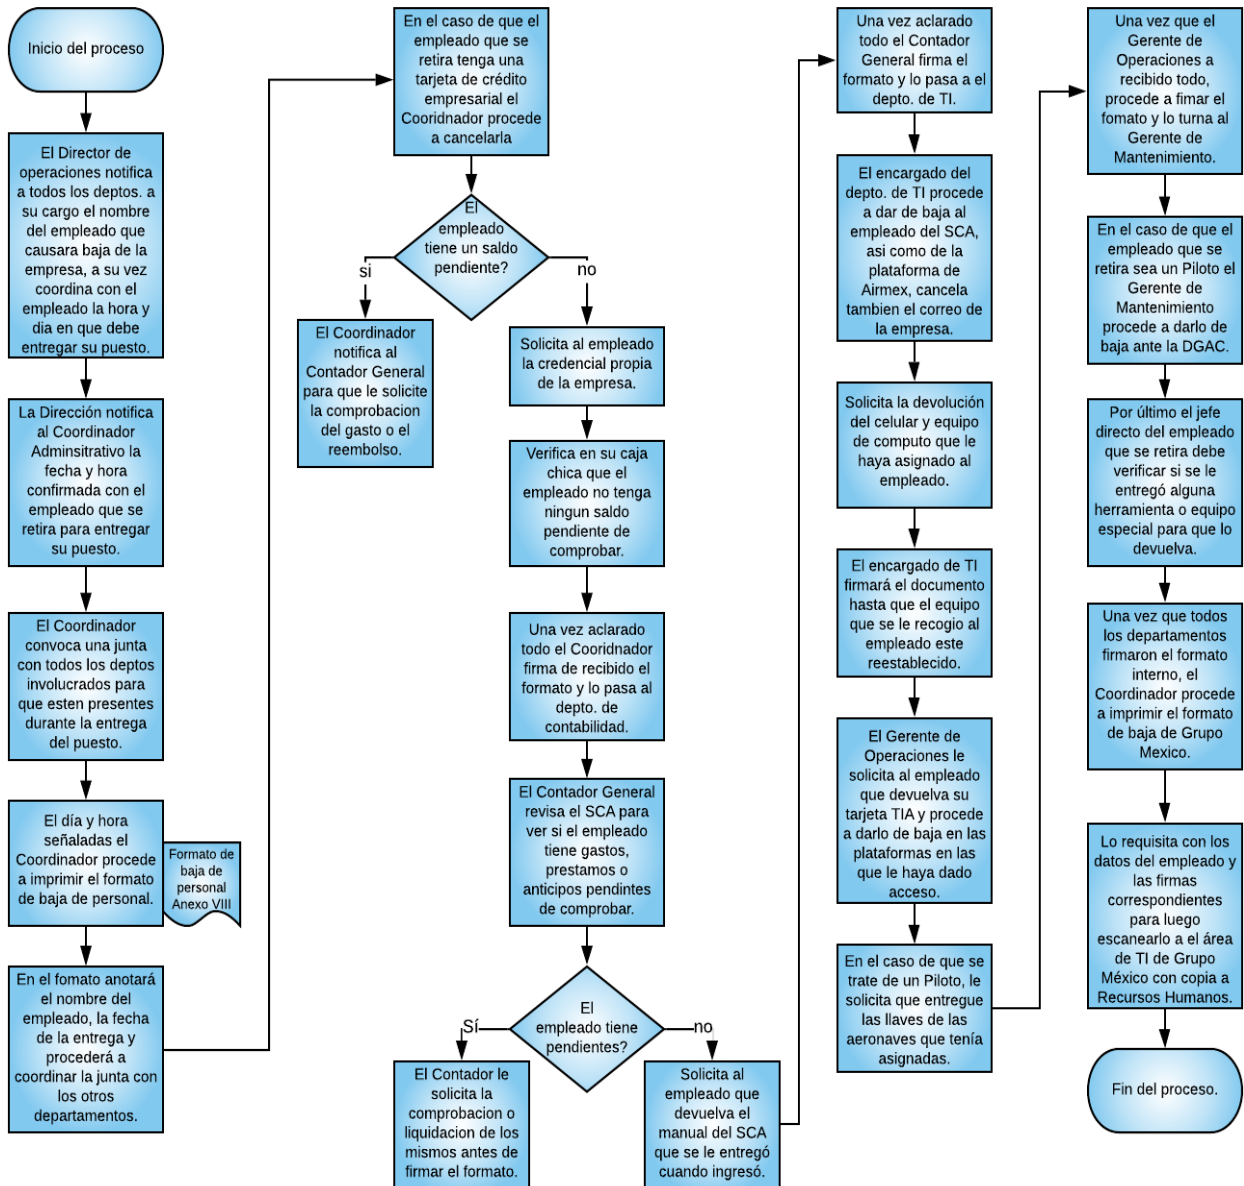 Inicio del proceso
El Director de
operaciones notifica
a todos los deptos. a
su cargo el nombre
del empleado que
causara baja de la
empresa, a su vez
coordina con el
empleado la hora y
dia en que debe
entregar su puesto.
La Dirección notifica
al Coordinador
Adminsitrativo la
fecha y hora
confirmada con el
empleado que se
retira para entregar
su puesto.
El Coordinador
convoca una junta
con todos los deptos
involucrados para
que esten presentes
durante la entrega
del puesto.
El día y hora
señaladas el
Coordinador procede
a imprimir el formato
de baja de personal.
Formato de
baja de
personal
Anexo VIII
En el fomato anotará
el nombre del
empleado, la fecha
de la entrega y
procederá a
coordinar la junta con
los otros
departamentos.
En el caso de que el
empleado que se
retira tenga una
tarjeta de crédito
empresarial el
Cooridnador procede
a cancelarla
El
empleado
tiene un saldo
pendiente?
si
no
El Coordinador
notifica al
Contador General
para que le solicite
la comprobacion
del gasto o el
reembolso.
Solicita al empleado
la credencial propia
de la empresa.
Verifica en su caja
chica que el
empleado no tenga
ningun saldo
pendiente de
comprobar.
Una vez aclarado
todo el Cooridnador
firma de recibido el
formato y lo pasa al
depto. de
contabilidad.
El Contador General
revisa el SCA para
ver si el empleado
tiene gastos,
prestamos o
anticipos pendintes
de comprobar.
El
empleado tiene
pendientes?
Sí
no
El Contador le
solicita la
comprobacion o
liquidacion de los
mismos antes de
firmar el formato.
Solicita al
empleado que
devuelva el
manual del SCA
que se le entregó
cuando ingresó.
Una vez aclarado
todo el Contador
General firma el
formato y lo pasa a el
depto. de TI.
El encargado del
depto. de TI procede
a dar de baja al
empleado del SCA,
asi como de la
plataforma de
Airmex, cancela
tambien el correo de
la empresa.
Solicita la devolución
del celular y equipo
de computo que le
haya asignado al
empleado.
El encargado de TI
firmará el documento
hasta que el equipo
que se le recogio al
empleado este
reestablecido.
El Gerente de
Operaciones le
solicita al empleado
que devuelva su
tarjeta TIA y procede
a darlo de baja en las
plataformas en las
que le haya dado
acceso.
En el caso de que se
trate de un Piloto, le
solicita que entregue
las llaves de las
aeronaves que tenía
asignadas.
Una vez que el
Gerente de
Operaciones a
recibido todo,
procede a fimar el
fomato y lo turna al
Gerente de
Mantenimiento.
En el caso de que el
empleado que se
retira sea un Piloto el
Gerente de
Mantenimiento
procede a darlo de
baja ante la DGAC.
Por último el jefe
directo del empleado
que se retira debe
verificar si se le
entregó alguna
herramienta o equipo
especial para que lo
devuelva.
Una vez que todos
los departamentos
firmaron el formato
interno, el
Coordinador procede
a imprimir el formato
de baja de Grupo
Mexico.
Lo requisita con los
datos del empleado y
las firmas
correspondientes
para luego
escanearlo a el área
de TI de Grupo
México con copia a
Recursos Humanos.
Fin del proceso.